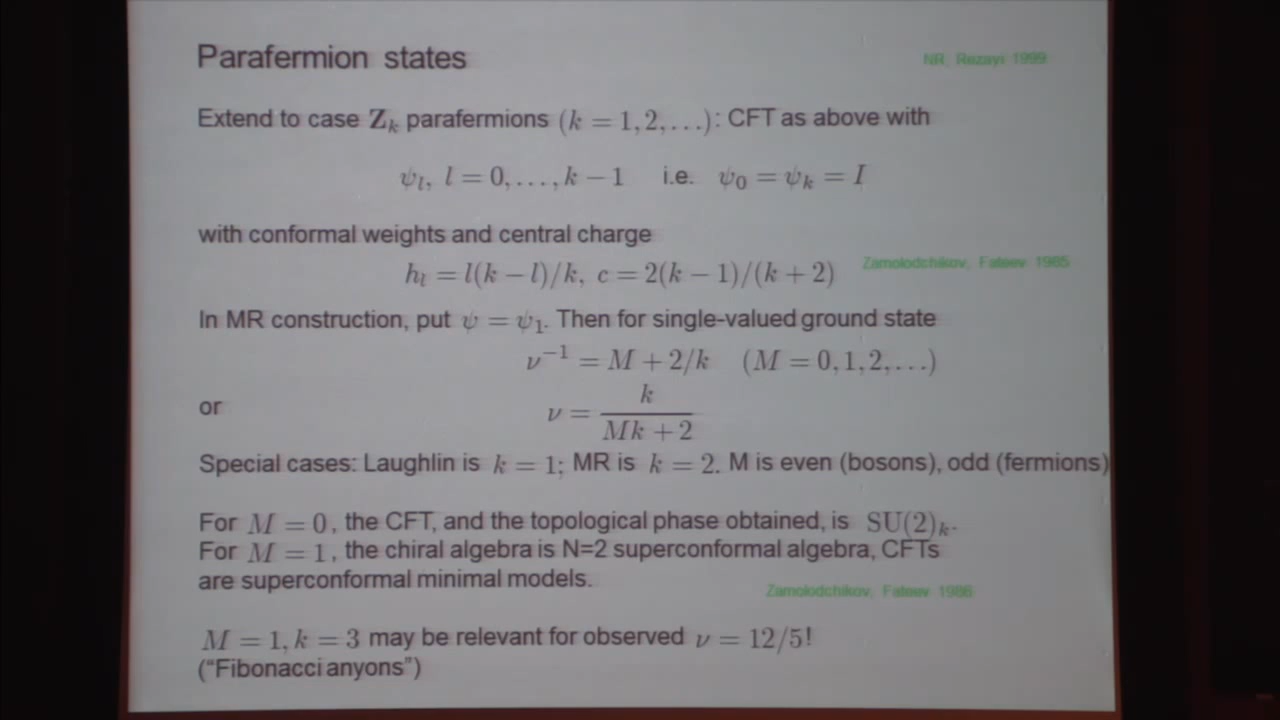 Parafermion states
NR, Rezayi 1999
Extend to case Z_k parafermions (k = 1, 2, …): CFT as above with
ψ_l, l = 0, …, k − 1 i.e. ψ_0 = ψ_k = I
with conformal weights and central charge
h_l = l(k − l)/k, c = 2(k − 1)/(k + 2)
Zamolodchikov, Fateev 1985
In MR construction, put ψ = ψ_1. Then for single-valued ground state
ν^{−1} = M + 2/k (M = 0, 1, 2, …)
or ν = k / (Mk + 2)
Special cases: Laughlin is k = 1; MR is k = 2. M is even (bosons), odd (fermions)
For M = 0, the CFT, and the topological phase obtained, is SU(2)_k.
For M = 1, the chiral algebra is N=2 superconformal algebra, CFTs
are superconformal minimal models.
Zamolodchikov, Fateev 1986
M = 1, k = 3 may be relevant for observed ν = 12/5!
("Fibonacci anyons")